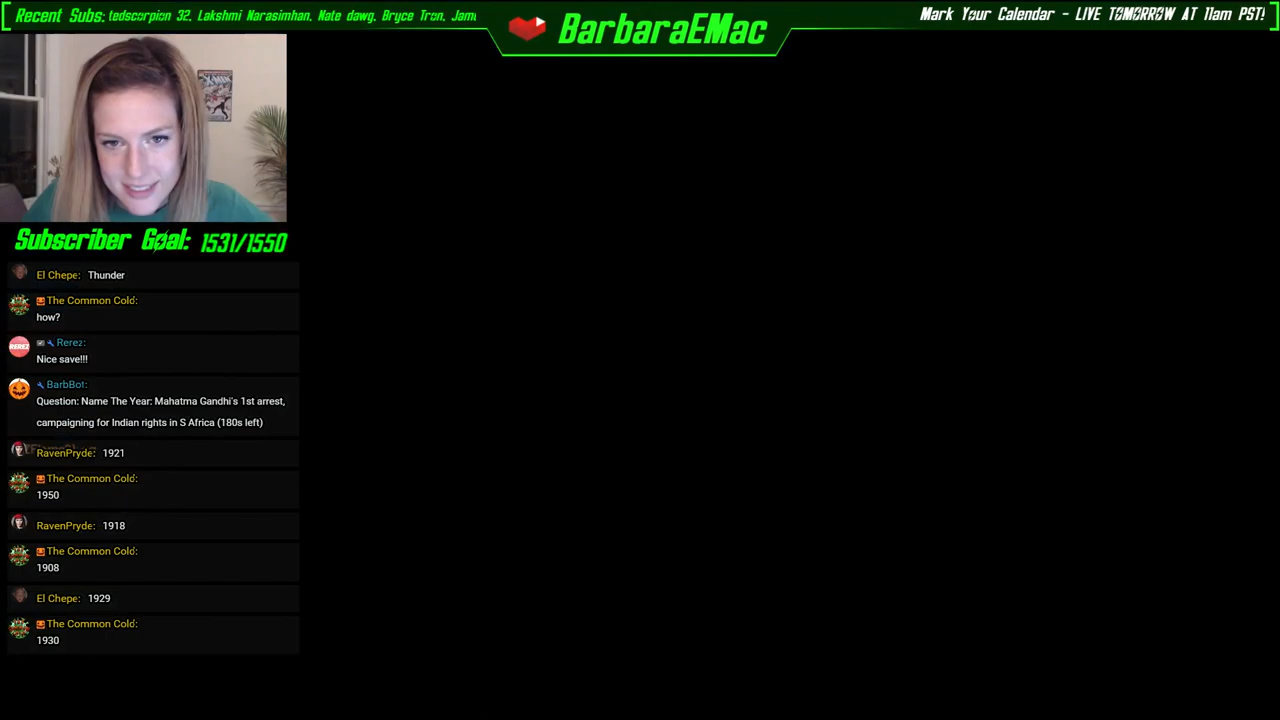 Recent Subs: tedscorpion 32, Lakshmi Narasimhan, Nate dawg, Bryce Tron,
BarbaraEMac
Mark Your Calendar - LIVE TOMORROW AT 11am PST!
X-MEN
Subscriber Goal: 1531/1550
El Chepe: Thunder
The Common Cold:
how?
REREZ
Rerez:
Nice save!!!
BarbBot:
Question: Name The Year: Mahatma Gandhi's 1st arrest,
campaigning for Indian rights in S Africa (180s left)
RavenPryde: 1921
The Common Cold:
1950
RavenPryde: 1918
The Common Cold:
1908
El Chepe: 1929
The Common Cold:
1930